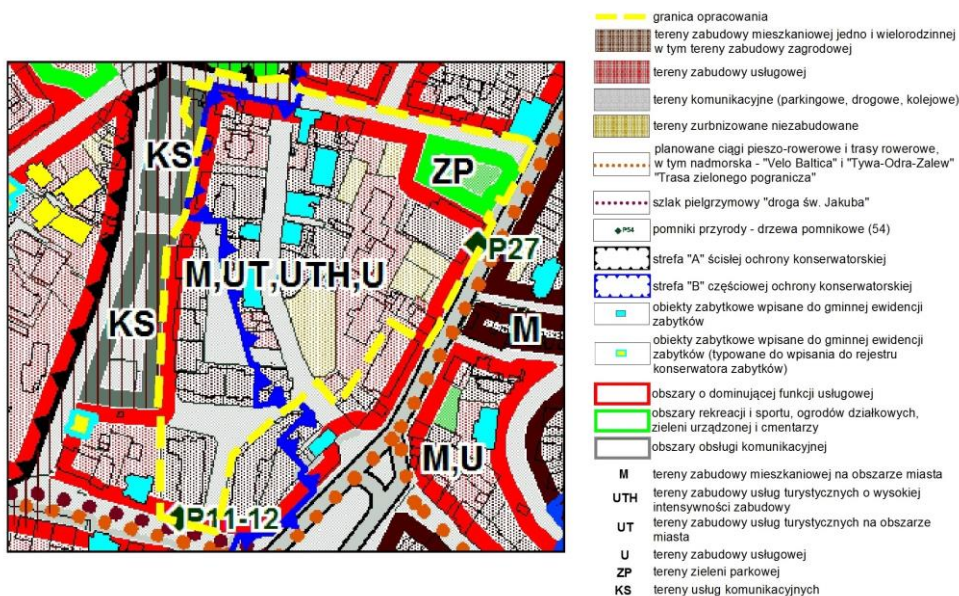 KS
ZP
P27
M,UT,UTH,U
KS
M
M,U
P11-12
granica opracowania
tereny zabudowy mieszkaniowej jedno i wielorodzinnej
w tym tereny zabudowy zagrodowej
tereny zabudowy usługowej
tereny komunikacyjne (parkingowe, drogowe, kolejowe)
tereny zurbnizowane niezabudowane
planowane ciągi pieszo-rowerowe i trasy rowerowe,
w tym nadmorska - "Velo Baltica" i "Tywa-Odra-Zalew"
"Trasa zielonego pogranicza"
szlak pielgrzymowy "droga św. Jakuba"
P54 pomniki przyrody - drzewa pomnikowe (54)
strefa "A" ścisłej ochrony konserwatorskiej
strefa "B" częściowej ochrony konserwatorskiej
obiekty zabytkowe wpisane do gminnej ewidencji
zabytków
obiekty zabytkowe wpisane do gminnej ewidencji
zabytków (typowane do wpisania do rejestru
konserwatora zabytków)
obszary o dominującej funkcji usługowej
obszary rekreacji i sportu, ogrodów działkowych,
zieleni urządzonej i cmentarzy
obszary obsługi komunikacyjnej
M tereny zabudowy mieszkaniowej na obszarze miasta
UTH tereny zabudowy usług turystycznych o wysokiej
intensywności zabudowy
UT tereny zabudowy usług turystycznych na obszarze
miasta
U tereny zabudowy usługowej
ZP tereny zieleni parkowej
KS tereny usług komunikacyjnych